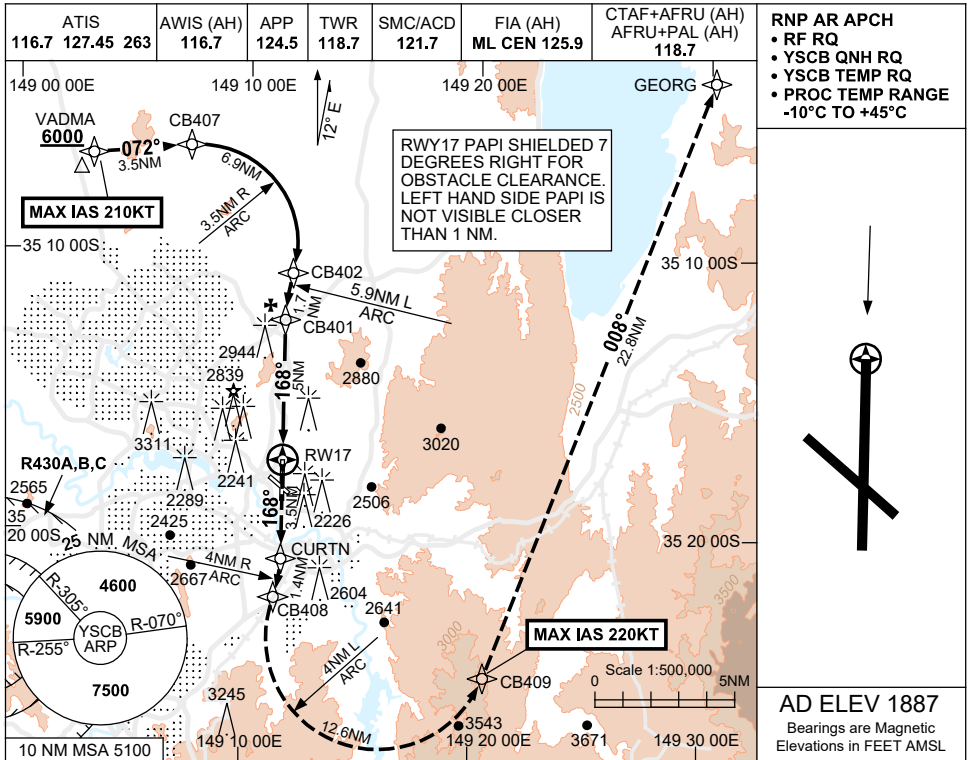 ATIS
116.7 127.45 263
AWIS (AH)
116.7
APP
124.5
TWR
118.7
SMC/ACD
121.7
FIA (AH)
ML CEN 125.9
CTAF+AFRU (AH)
AFRU+PAL (AH)
118.7
RNP AR APCH
• RF RQ
• YSCB QNH RQ
• YSCB TEMP RQ
• PROC TEMP RANGE
-10°C TO +45°C
149 00 00E
149 10 00E
149 20 00E
GEORG
VADMA
6000
072°
3.5NM
CB407
12° E
6.9NM
MAX IAS 210KT
3.5NM R
ARC
RWY17 PAPI SHIELDED 7
DEGREES RIGHT FOR
OBSTACLE CLEARANCE.
LEFT HAND SIDE PAPI IS
NOT VISIBLE CLOSER
THAN 1 NM.
35 10 00S
35 10 00S
CB402
5.9NM L
ARC
1.7
NM
CB401
008°
22.8NM
2944
168°
5NM
2880
2839
2500
3311
3020
2241
2289
RW17
R430A,B,C
2565
168°
3.5NM
2226
2506
35
20 00S
2425
35 20 00S
25 NM MSA
2667
4NM R
ARC
CURTN
1.4NM
2604
CB408
2641
3500
3000
4600
R-305°
5900
R-070°
YSCB
ARP
R-255°
7500
MAX IAS 220KT
4NM L
ARC
Scale 1:500,000
0
5NM
CB409
3245
12.6NM
3543
3671
10 NM MSA 5100
149 10 00E
149 20 00E
149 30 00E
AD ELEV 1887
Bearings are Magnetic
Elevations in FEET AMSL